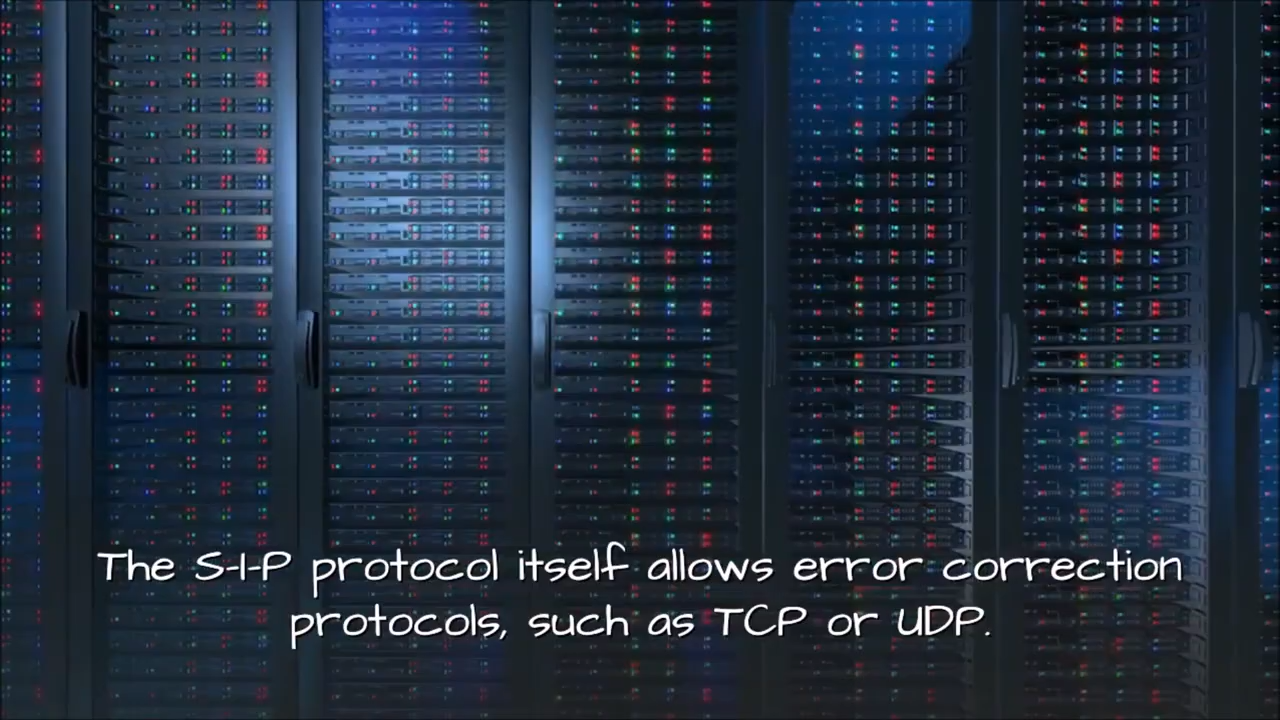 The S-I-P protocol itself allows error correction
protocols, such as TCP or UDP.